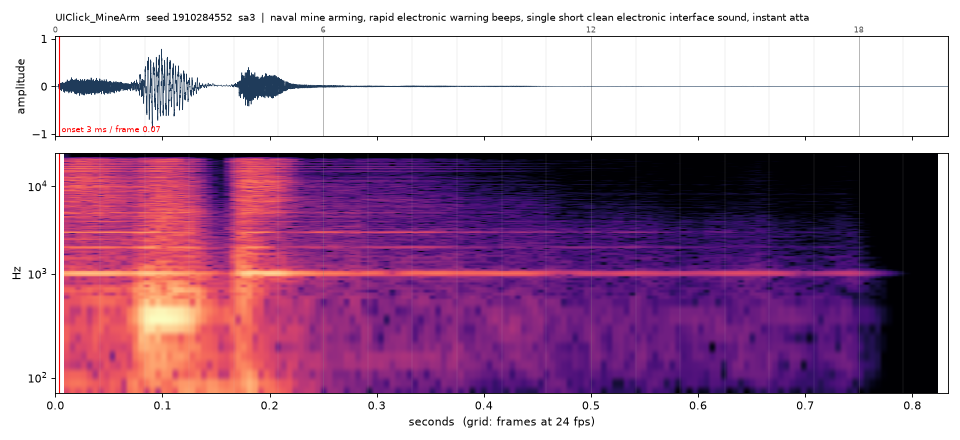 UIClick_MineArm  seed 1910284552  sa3  |  naval mine arming, rapid electronic warning beeps, single short clean electronic interface sound, instant atta
0 6 12 18
1
0
−1
amplitude
onset 3 ms / frame 0.07
10⁴
10³
10²
Hz
0.0 0.1 0.2 0.3 0.4 0.5 0.6 0.7 0.8
seconds  (grid: frames at 24 fps)